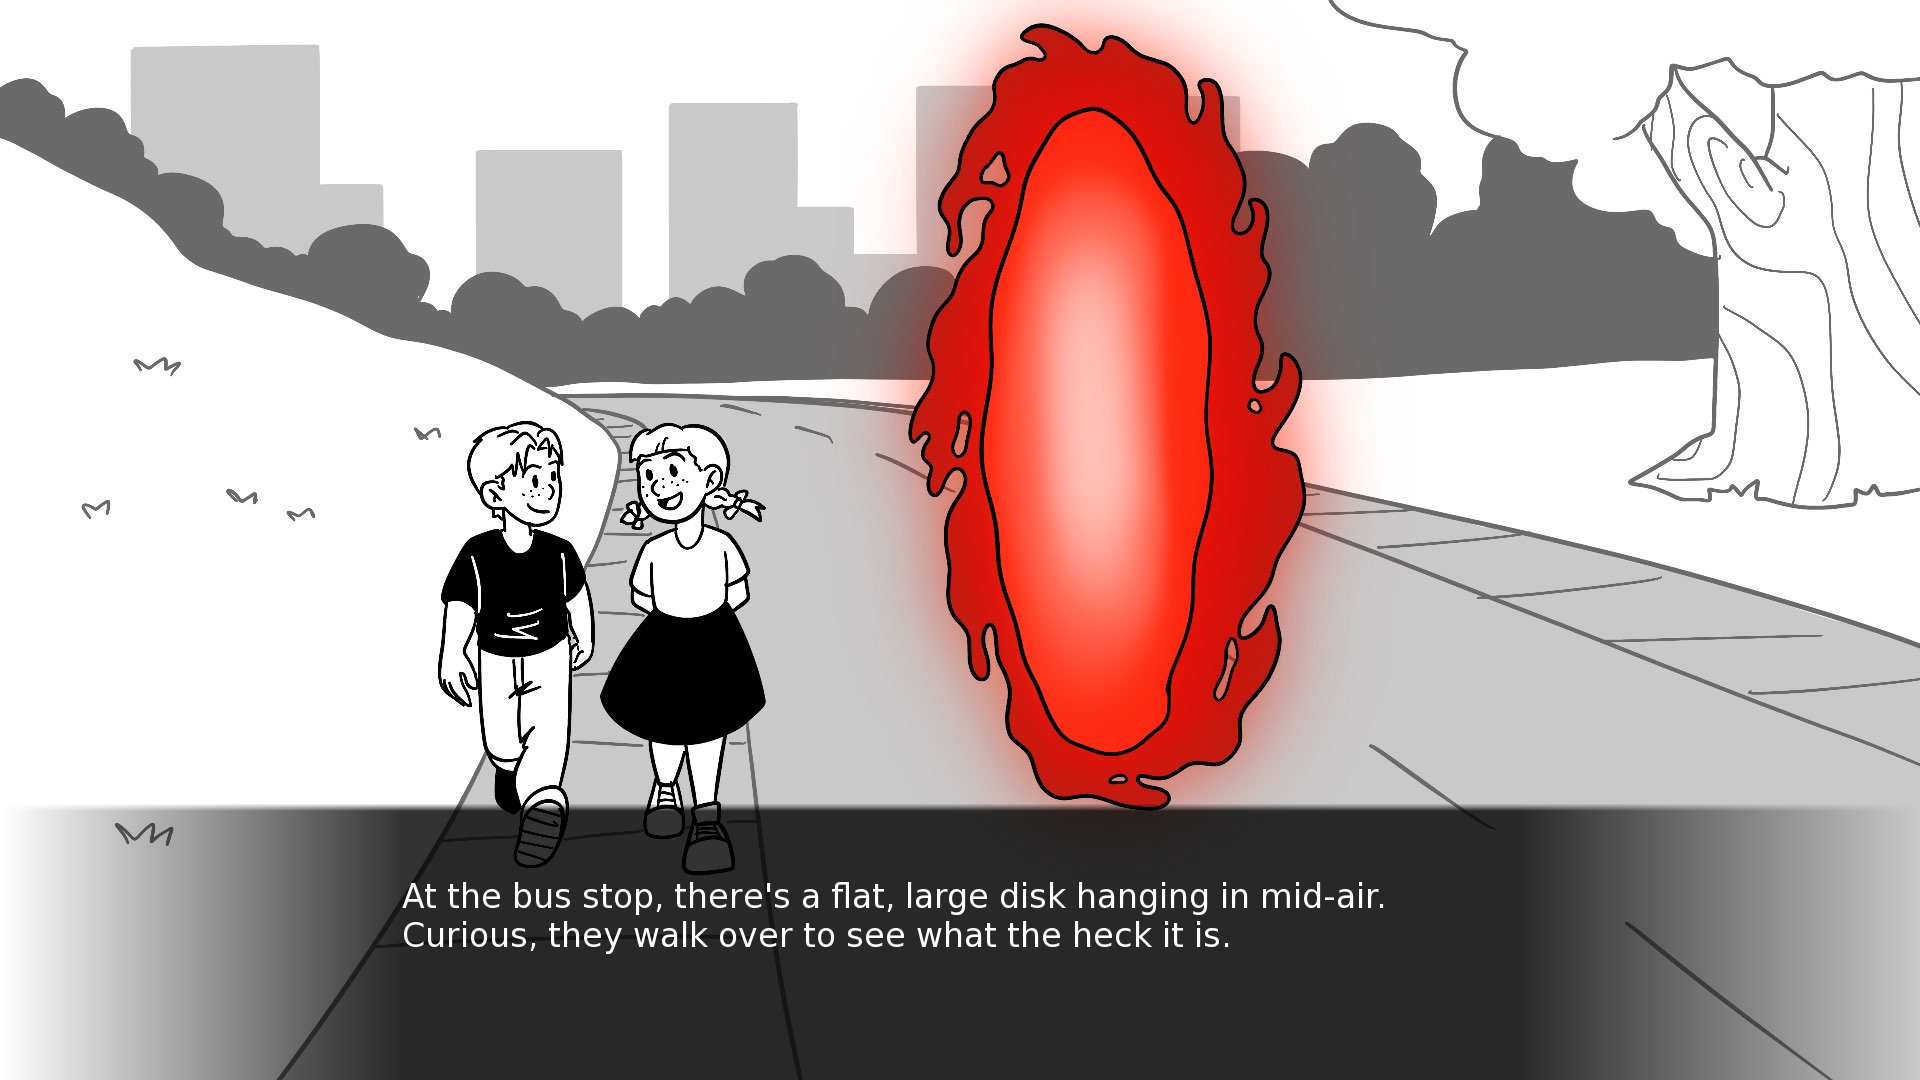 At the bus stop, there's a flat, large disk hanging in mid-air.
Curious, they walk over to see what the heck it is.